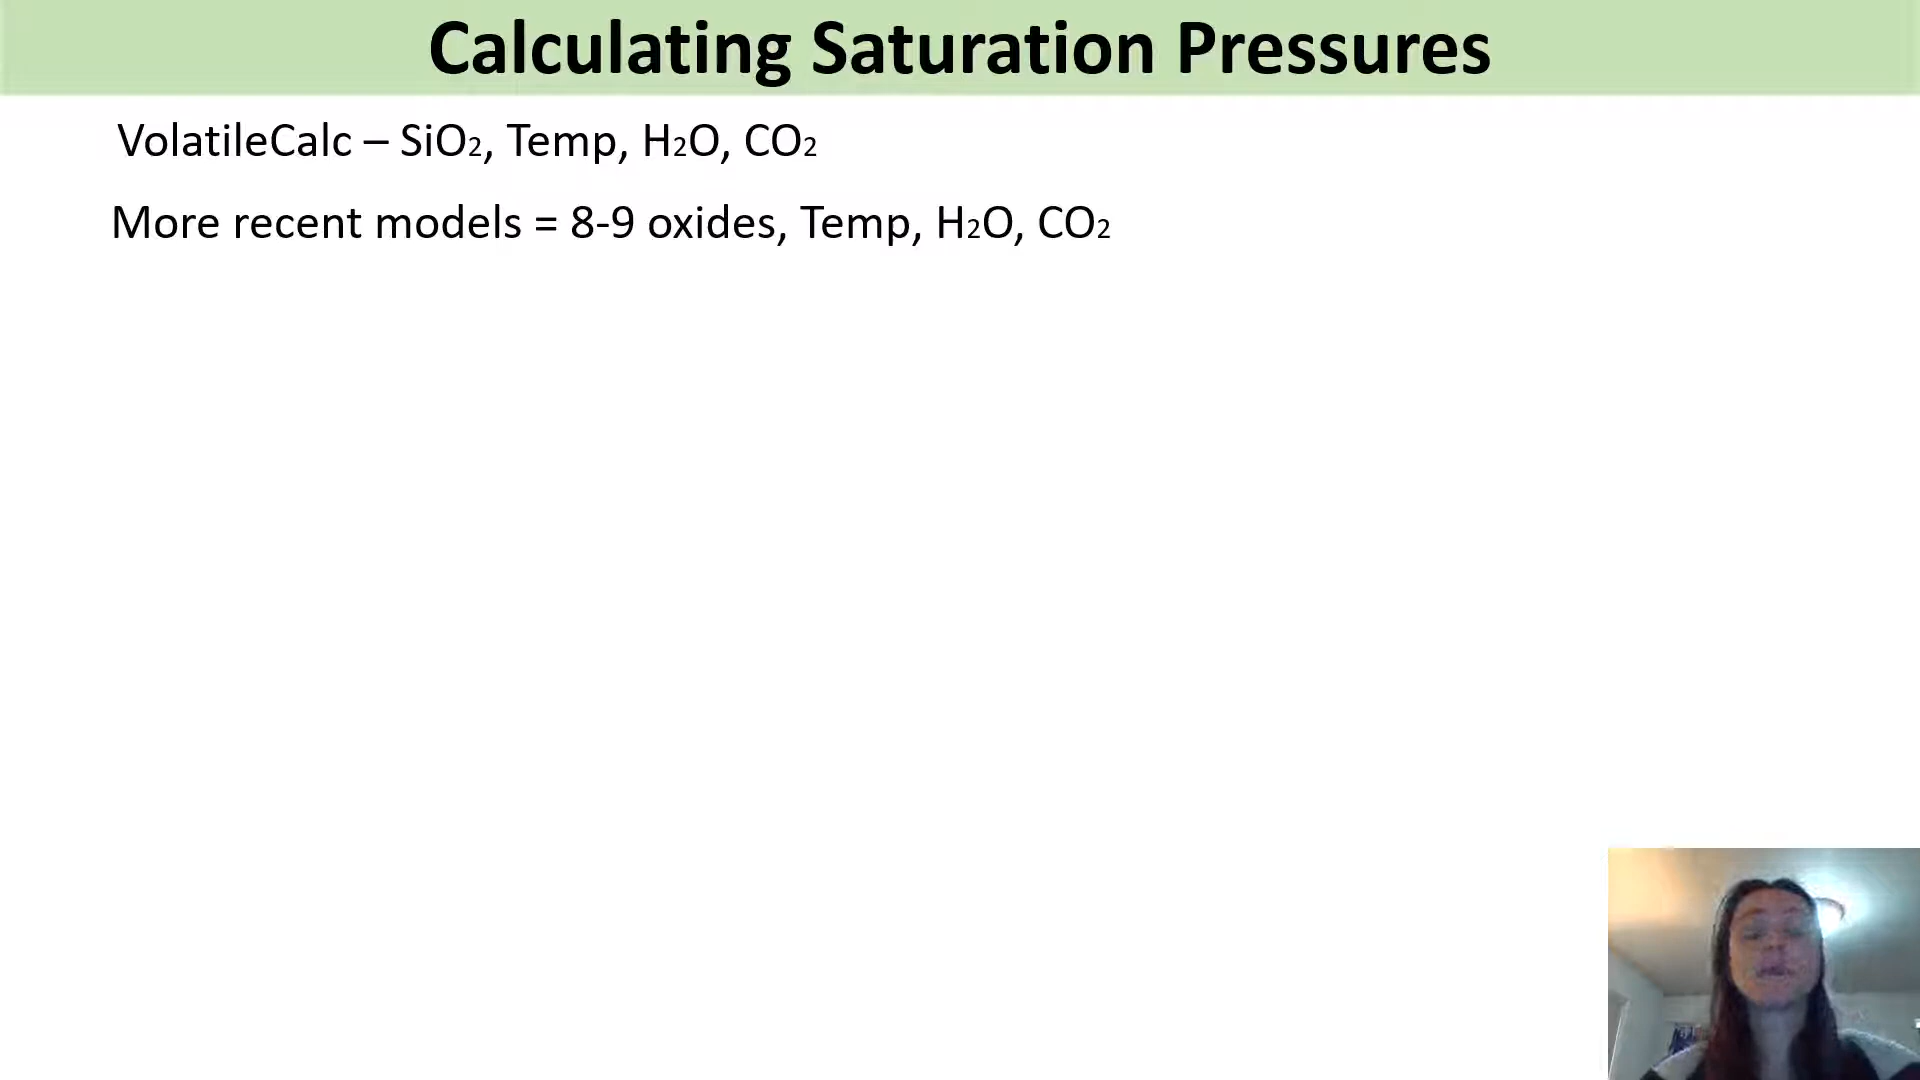 Calculating Saturation Pressures
VolatileCalc – SiO₂, Temp, H₂O, CO₂
More recent models = 8-9 oxides, Temp, H₂O, CO₂